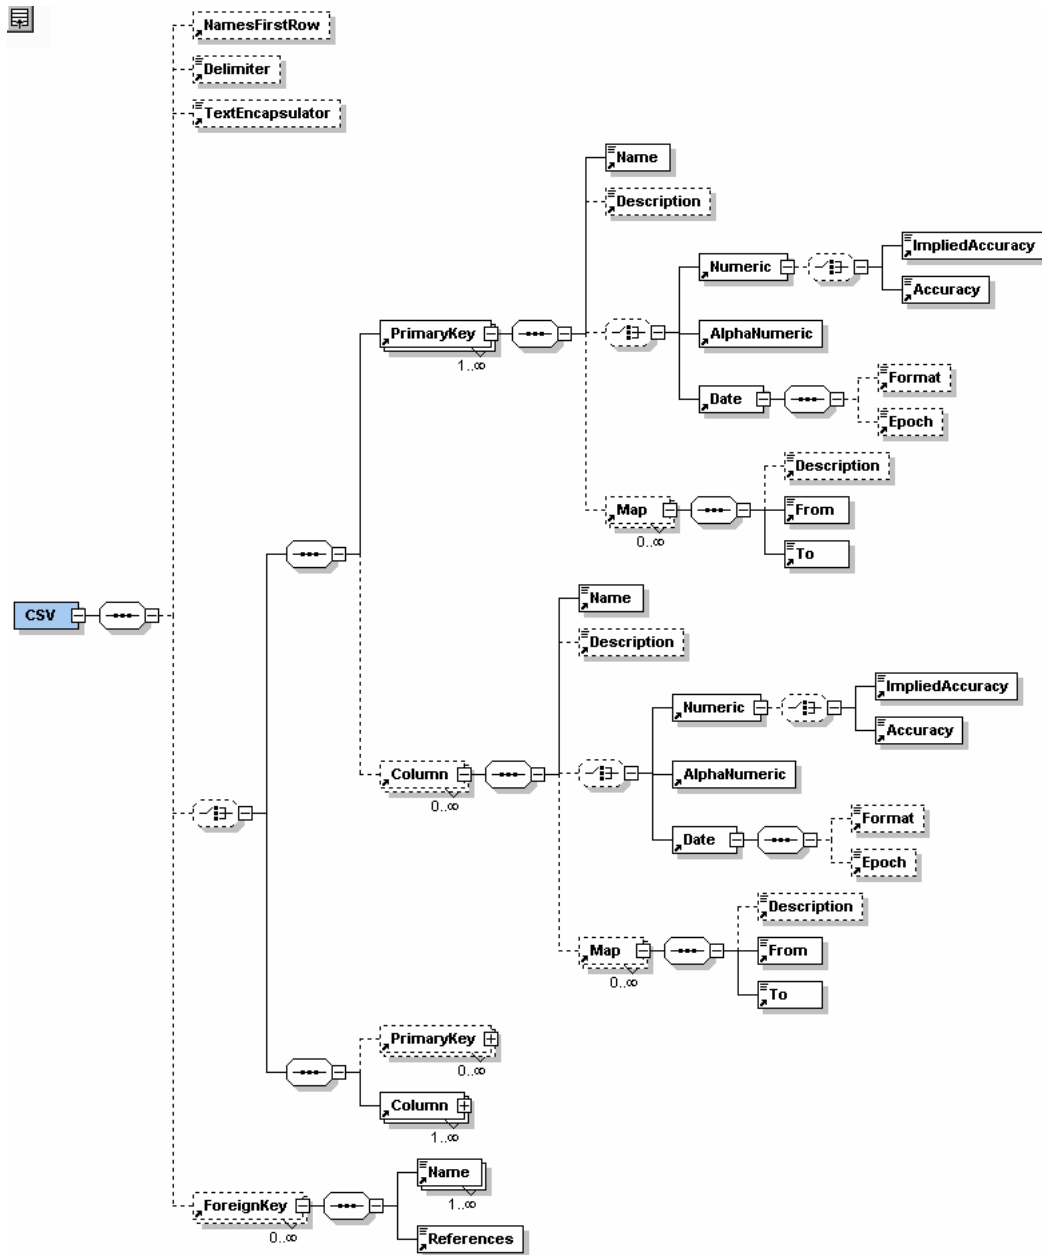 NamesFirstRow
Delimiter
TextEncapsulator
Name
Description
ImpliedAccuracy
Numeric
Accuracy
PrimaryKey
AlphaNumeric
1..∞
Format
Date
Epoch
Description
Map
From
0..∞
To
CSV
Name
Description
ImpliedAccuracy
Numeric
Accuracy
Column
AlphaNumeric
0..∞
Format
Date
Epoch
Description
Map
From
0..∞
To
PrimaryKey
0..∞
Column
1..∞
Name
1..∞
ForeignKey
0..∞
References